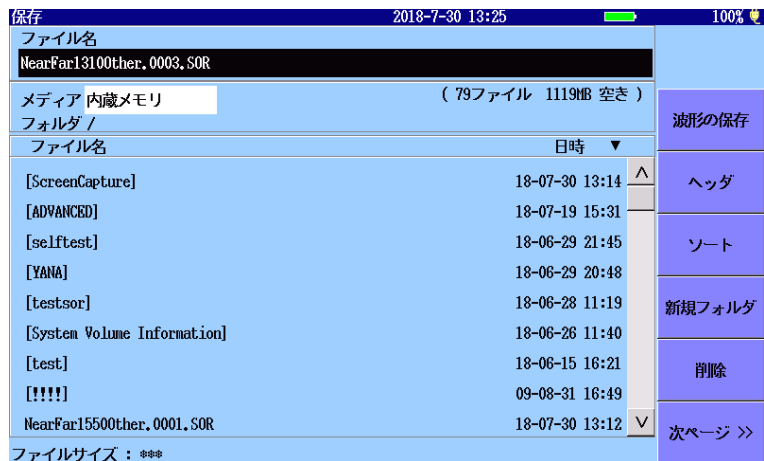 保存 2018-7-30 13:25 100%
ファイル名
NearFar13100ther.0003.SOR
メディア 内蔵メモリ ( 79ファイル 1119MB 空き )
フォルダ /
波形の保存
ファイル名 日時 ▼
[ScreenCapture] 18-07-30 13:14
ヘッダ
[ADVANCED] 18-07-19 15:31
[selftest] 18-06-29 21:45
ソート
[YANA] 18-06-29 20:48
[testsor] 18-06-28 11:19
新規フォルダ
[System Volume Information] 18-06-26 11:40
[test] 18-06-15 16:21
削除
[!!!!] 09-08-31 16:49
NearFar15500ther.0001.SOR 18-07-30 13:12
次ページ >>
ファイルサイズ : ***